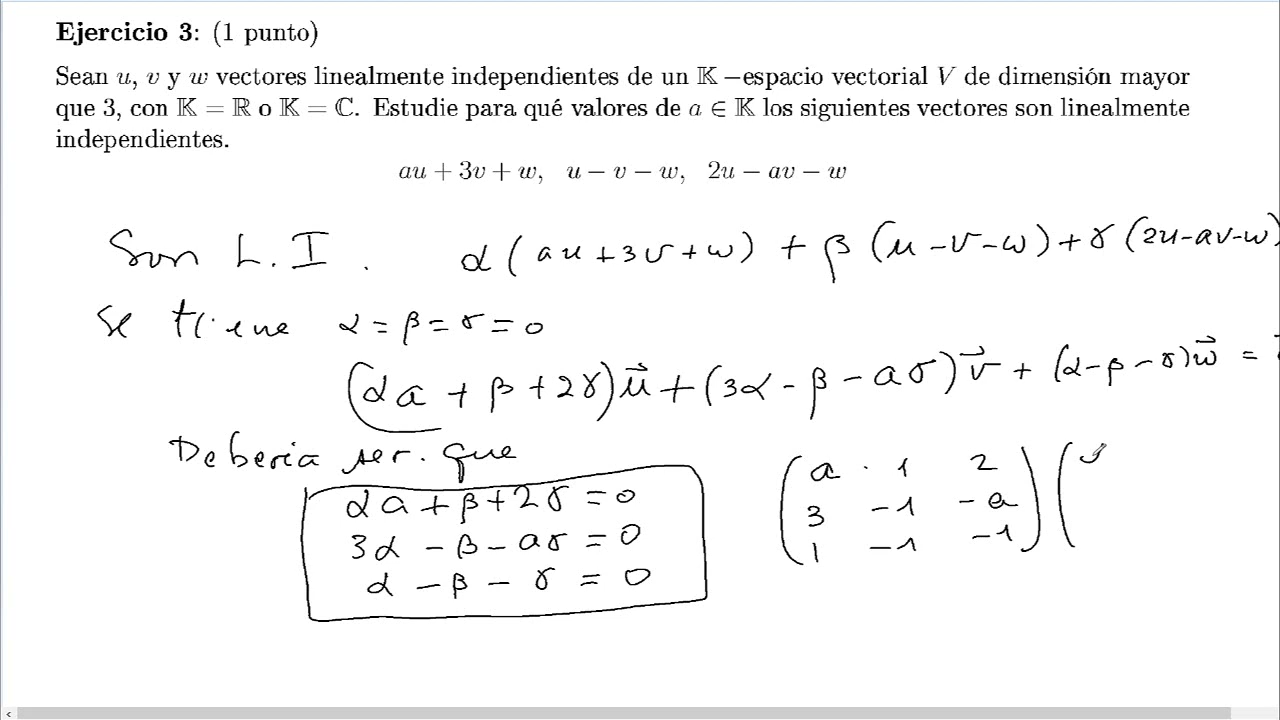 Ejercicio 3: (1 punto)
Sean u, v y w vectores linealmente independientes de un 𝕂 −espacio vectorial V de dimensión mayor
que 3, con 𝕂 = ℝ o 𝕂 = ℂ. Estudie para qué valores de a ∈ 𝕂 los siguientes vectores son linealmente
independientes.
au + 3v + w, u − v − w, 2u − av − w
Son L. I. α(au+3v+w) + β(u-v-w)+γ(2u-av-w)
Se tiene α = β = γ = 0
(αa + β + 2γ)u⃗ + (3α - β - aγ)v⃗ + (α-β-γ)w⃗ =
Deberia ser. que
αa+β+2γ = 0
3α - β - aγ = 0
α - β - γ = 0
( a 1 2
3 -1 -a
1 -1 -1 ) (